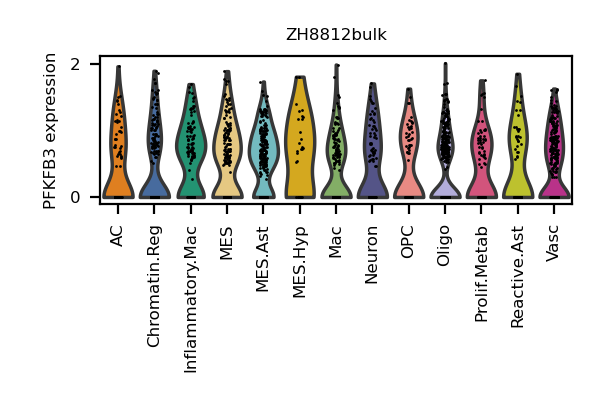 ZH8812bulk
PFKFB3 expression
2
0
AC
Chromatin.Reg
Inflammatory.Mac
MES
MES.Ast
MES.Hyp
Mac
Neuron
OPC
Oligo
Prolif.Metab
Reactive.Ast
Vasc